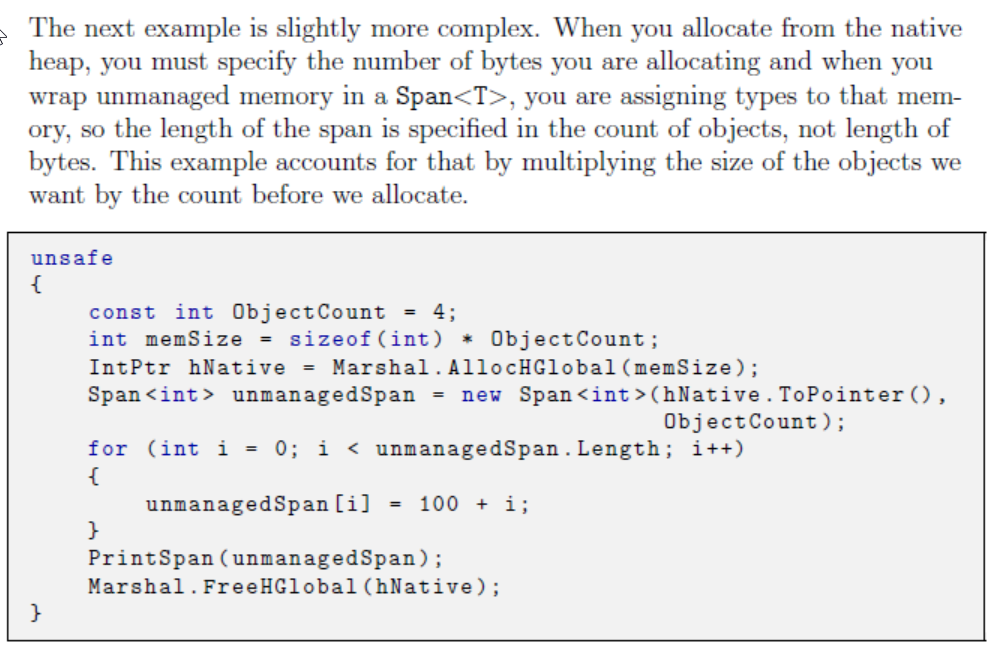 The next example is slightly more complex. When you allocate from the native
heap, you must specify the number of bytes you are allocating and when you
wrap unmanaged memory in a Span<T>, you are assigning types to that mem-
ory, so the length of the span is specified in the count of objects, not length of
bytes. This example accounts for that by multiplying the size of the objects we
want by the count before we allocate.
unsafe
{
    const int ObjectCount = 4;
    int memSize = sizeof(int) * ObjectCount;
    IntPtr hNative = Marshal.AllocHGlobal(memSize);
    Span<int> unmanagedSpan = new Span<int>(hNative.ToPointer(),
                                            ObjectCount);
    for (int i = 0; i < unmanagedSpan.Length; i++)
    {
        unmanagedSpan[i] = 100 + i;
    }
    PrintSpan(unmanagedSpan);
    Marshal.FreeHGlobal(hNative);
}